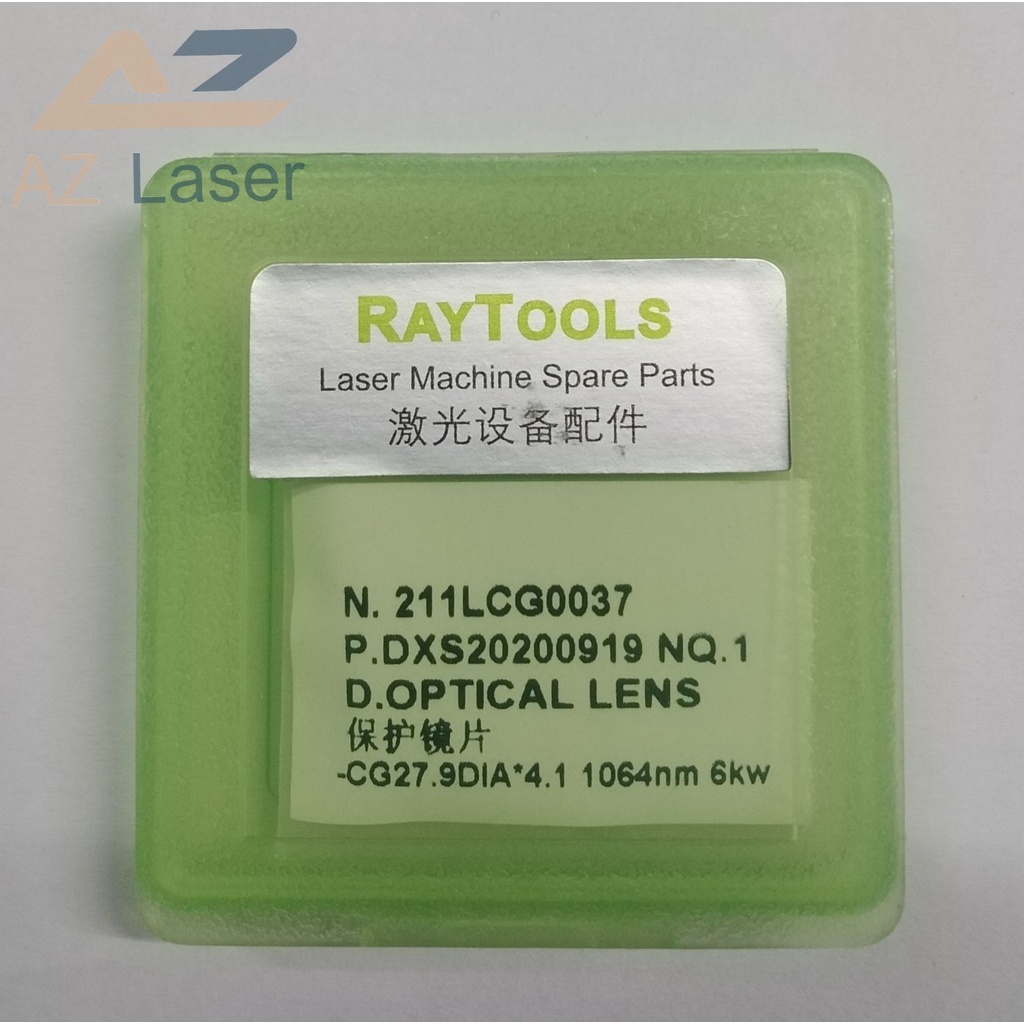 AZ
AZ Laser
RAYTOOLS
Laser Machine Spare Parts
激光设备配件
N. 211LCG0037
P.DXS20200919 NQ.1
D.OPTICAL LENS
保护镜片
-CG27.9DIA*4.1 1064nm 6kw